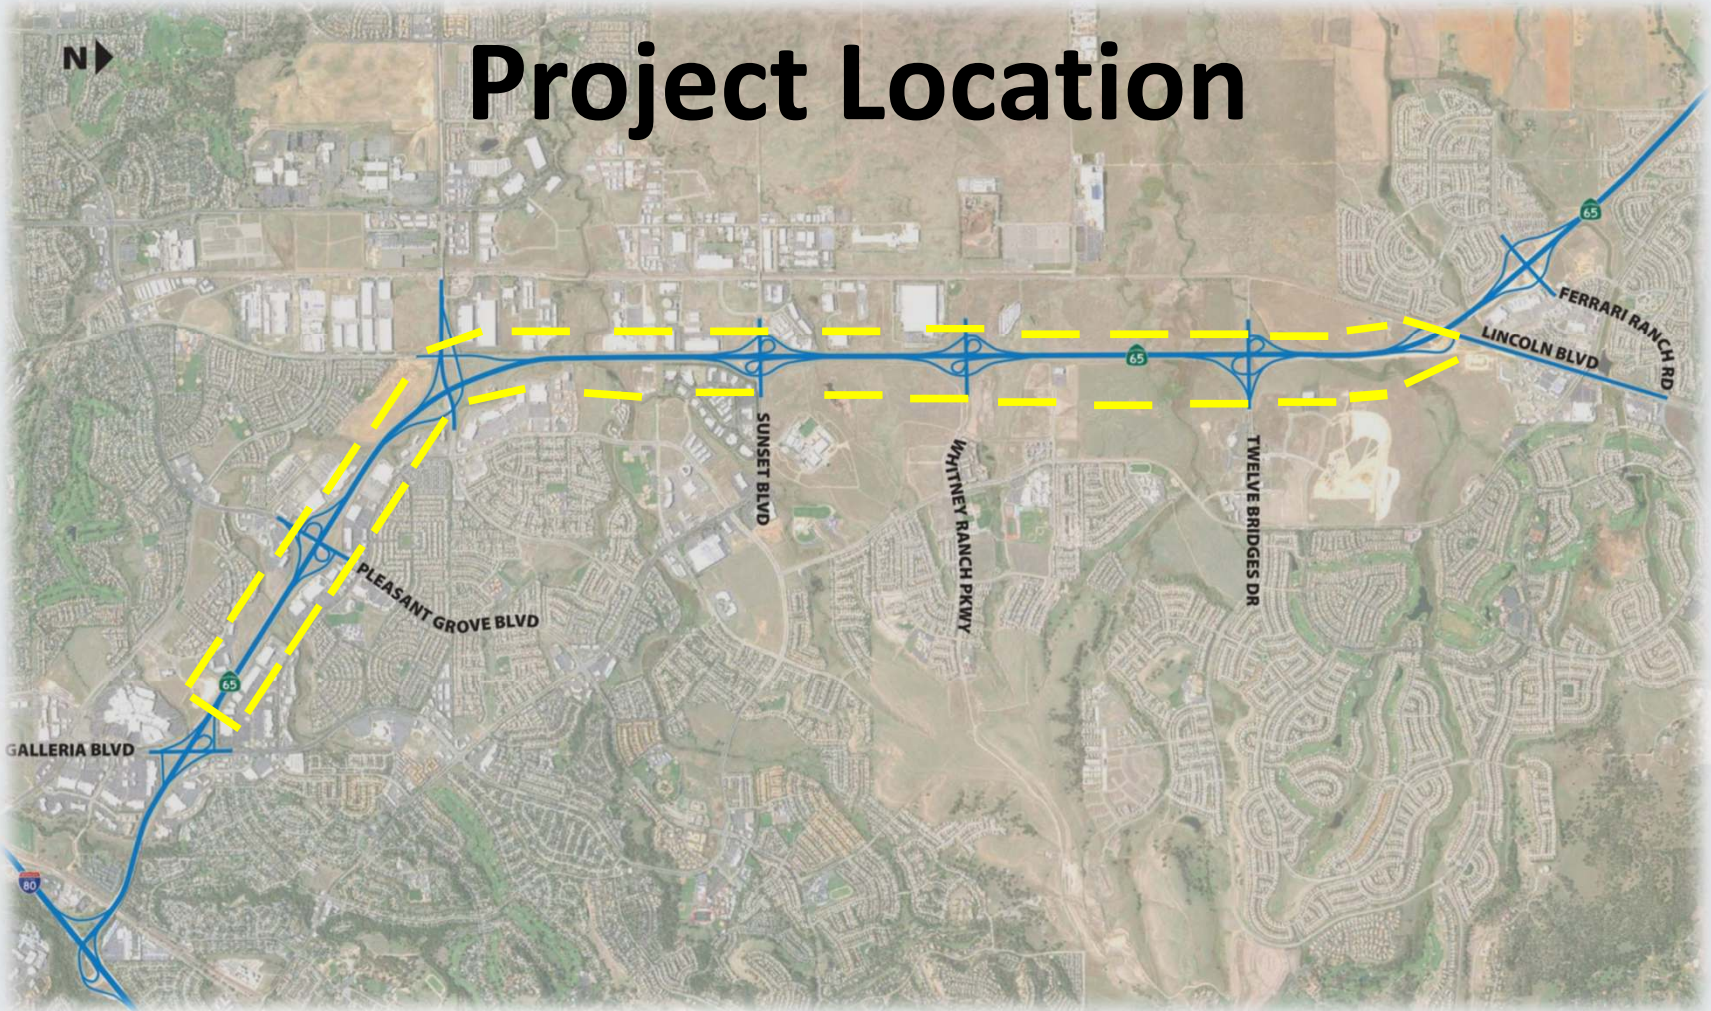 N
Project Location
65
FERRARI RANCH RD
LINCOLN BLVD
65
SUNSET BLVD
WHITNEY RANCH PKWY
TWELVE BRIDGES DR
PLEASANT GROVE BLVD
65
GALLERIA BLVD
80